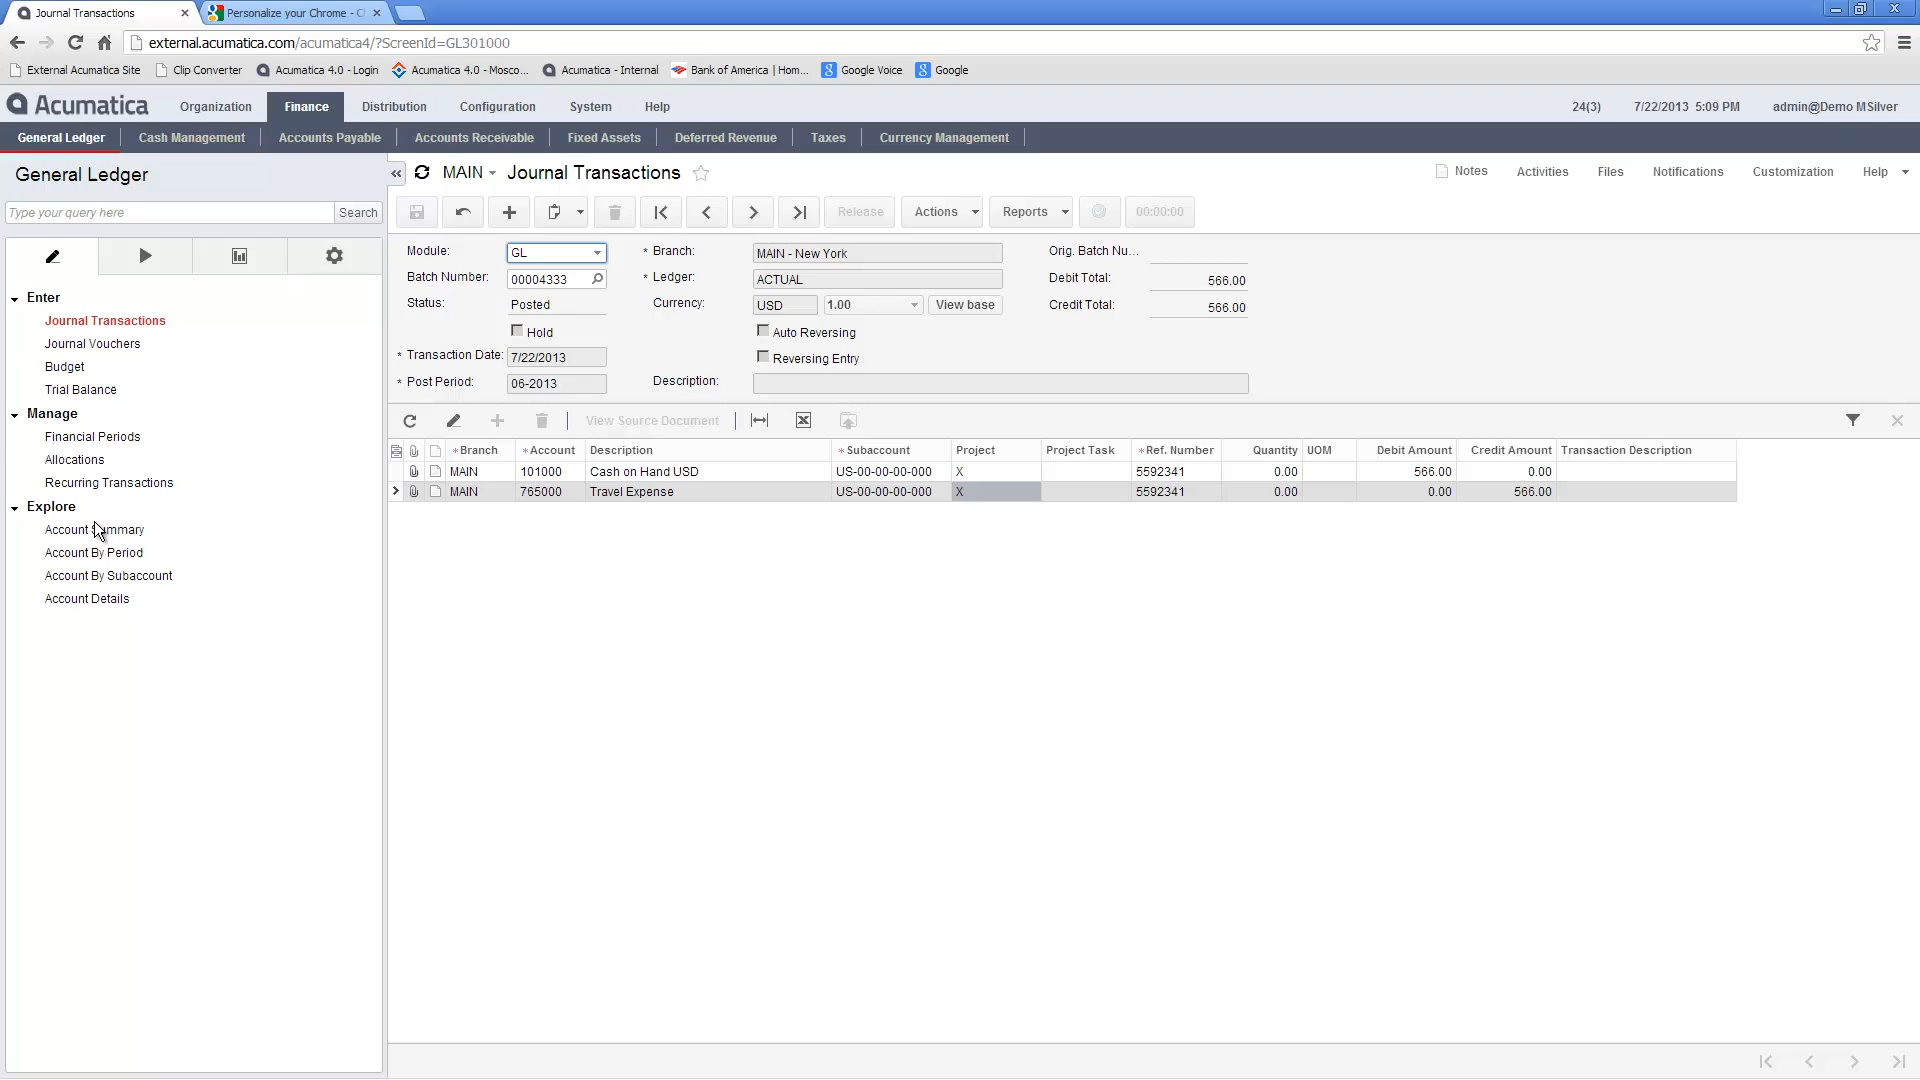 Journal Transactions
Personalize your Chrome - C
external.acumatica.com/acumatica4/?ScreenId=GL301000
External Acumatica Site Clip Converter Acumatica 4.0 - Login Acumatica 4.0 - Mosco... Acumatica - Internal Bank of America | Hom... Google Voice Google
Acumatica Organization Finance Distribution Configuration System Help 24(3) 7/22/2013 5:09 PM admin@Demo MSilver
General Ledger Cash Management Accounts Payable Accounts Receivable Fixed Assets Deferred Revenue Taxes Currency Management
General Ledger
Type your query here Search
Enter
Journal Transactions
Journal Vouchers
Budget
Trial Balance
Manage
Financial Periods
Allocations
Recurring Transactions
Explore
Account Summary
Account By Period
Account By Subaccount
Account Details
MAIN Journal Transactions Notes Activities Files Notifications Customization Help
Release Actions Reports 00:00:00
Module: GL * Branch: MAIN - New York Orig. Batch Nu...
Batch Number: 00004333 * Ledger: ACTUAL Debit Total: 566.00
Status: Posted Currency: USD 1.00 View base Credit Total: 566.00
Hold Auto Reversing
* Transaction Date: 7/22/2013 Reversing Entry
* Post Period: 06-2013 Description:
View Source Document
*Branch *Account Description *Subaccount Project Project Task *Ref. Number Quantity UOM Debit Amount Credit Amount Transaction Description
MAIN 101000 Cash on Hand USD US-00-00-00-000 X 5592341 0.00 566.00 0.00
MAIN 765000 Travel Expense US-00-00-00-000 X 5592341 0.00 0.00 566.00